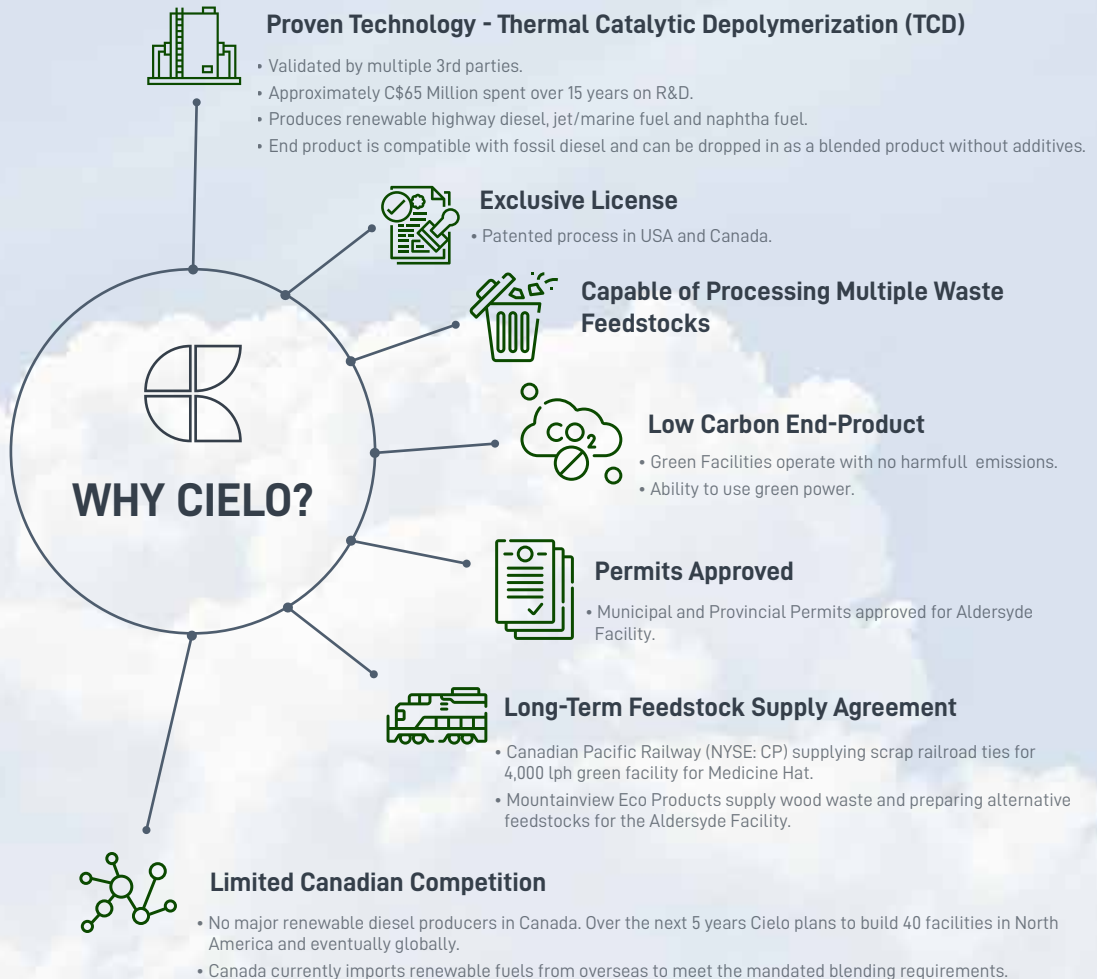 Proven Technology - Thermal Catalytic Depolymerization (TCD)
• Validated by multiple 3rd parties.
• Approximately C$65 Million spent over 15 years on R&D.
• Produces renewable highway diesel, jet/marine fuel and naphtha fuel.
• End product is compatible with fossil diesel and can be dropped in as a blended product without additives.
Exclusive License
• Patented process in USA and Canada.
Capable of Processing Multiple Waste
Feedstocks
WHY CIELO?
CO2
Low Carbon End-Product
• Green Facilities operate with no harmfull  emissions.
• Ability to use green power.
Permits Approved
• Municipal and Provincial Permits approved for Aldersyde
Facility.
Long-Term Feedstock Supply Agreement
• Canadian Pacific Railway (NYSE: CP) supplying scrap railroad ties for
4,000 lph green facility for Medicine Hat.
• Mountainview Eco Products supply wood waste and preparing alternative
feedstocks for the Aldersyde Facility.
Limited Canadian Competition
• No major renewable diesel producers in Canada. Over the next 5 years Cielo plans to build 40 facilities in North
America and eventually globally.
• Canada currently imports renewable fuels from overseas to meet the mandated blending requirements.